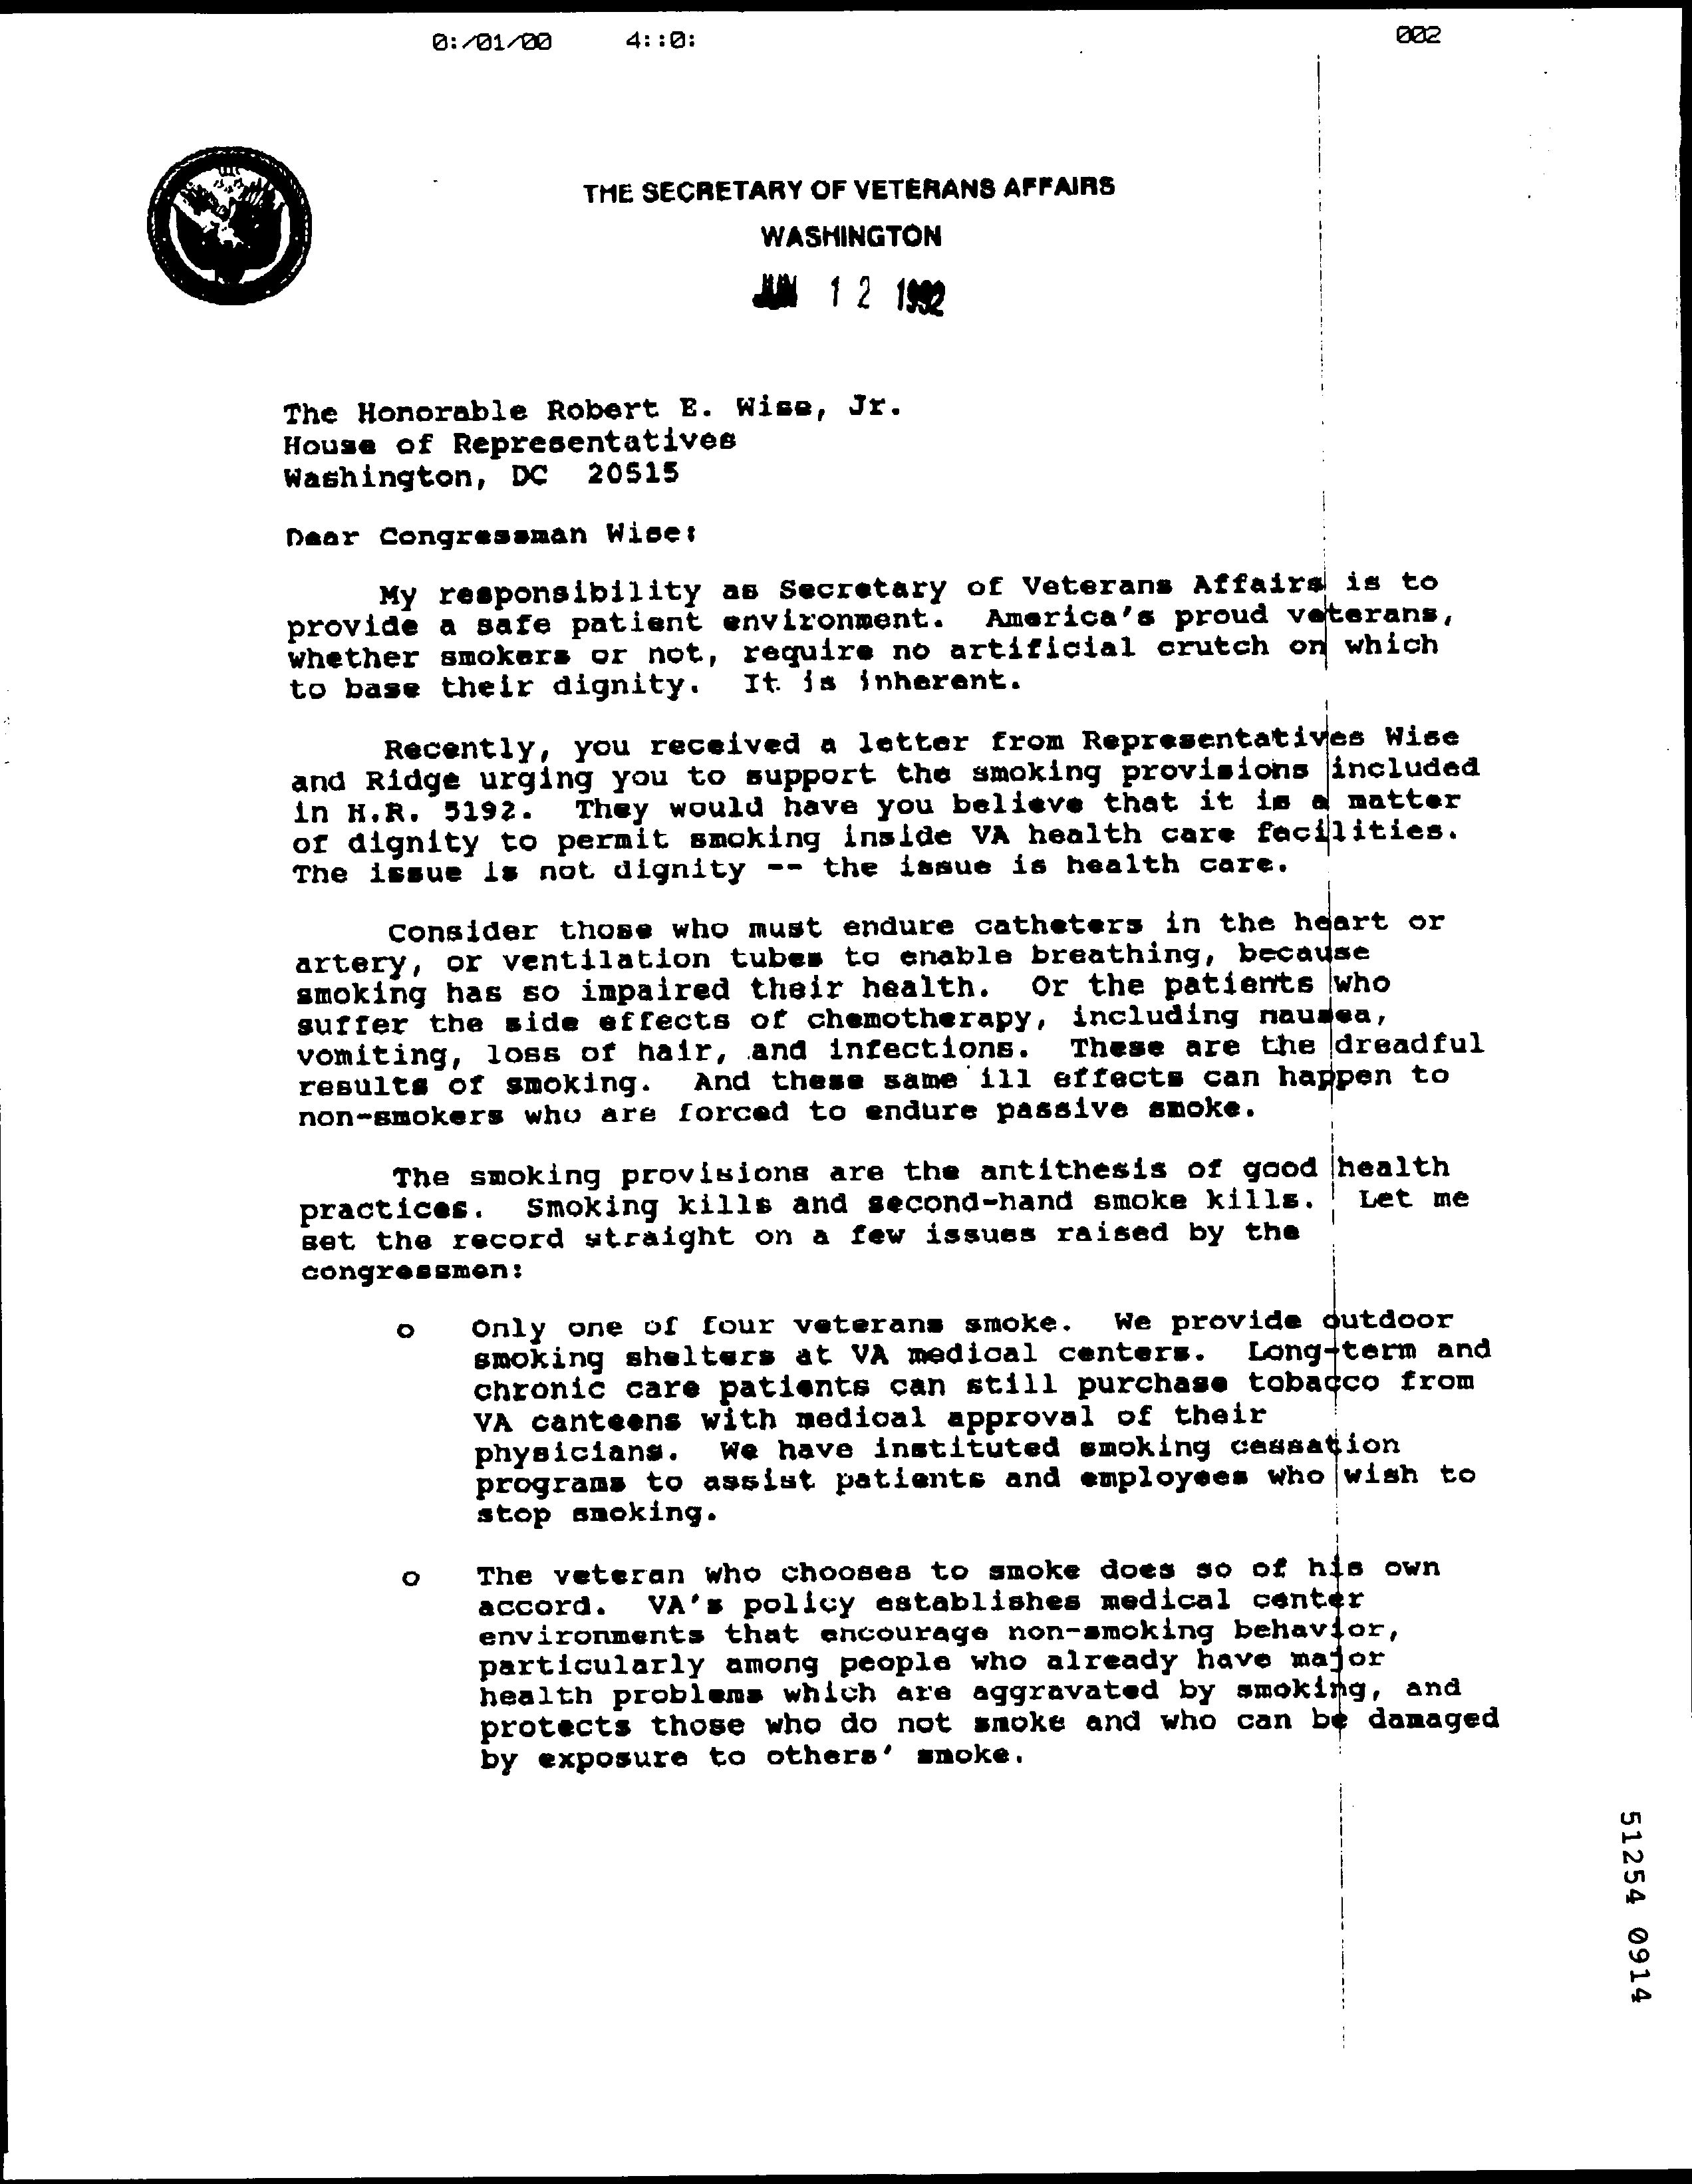 0:/01/00 4::0: 002
THE SECRETARY OF VETERANS AFFAIRS
WASHINGTON
JUN 12 1992
The Honorable Robert E. Wise, Jr.
House of Representatives
Washington, DC 20515
Dear Congressman Wise:
My responsibility as Secretary of Veterans Affairs is to
provide a safe patient environment. America's proud veterans,
whether smokers or not, require no artificial crutch on which
to base their dignity. It is inherent.
Recently, you received a letter from Representatives Wise
and Ridge urging you to support the smoking provisions included
in H.R. 5192. They would have you believe that it is a matter
of dignity to permit smoking inside VA health care facilities.
The issue is not dignity -- the issue is health care.
Consider those who must endure catheters in the heart or
artery, or ventilation tubes to enable breathing, because
smoking has so impaired their health. Or the patients who
suffer the side effects of chemotherapy, including nausea,
vomiting, loss of hair, and infections. These are the dreadful
results of smoking. And these same ill effects can happen to
non-smokers who are forced to endure passive smoke.
The smoking provisions are the antithesis of good health
practices. Smoking kills and second-hand smoke kills. Let me
set the record straight on a few issues raised by the
congressmen:
o Only one of four veterans smoke. We provide outdoor
smoking shelters at VA medical centers. Long-term and
chronic care patients can still purchase tobacco from
VA canteens with medical approval of their
physicians. We have instituted smoking cessation
programs to assist patients and employees who wish to
stop smoking.
o The veteran who chooses to smoke does so of his own
accord. VA's policy establishes medical center
environments that encourage non-smoking behavior,
particularly among people who already have major
health problems which are aggravated by smoking, and
protects those who do not smoke and who can be damaged
by exposure to others' smoke.
51254 0914